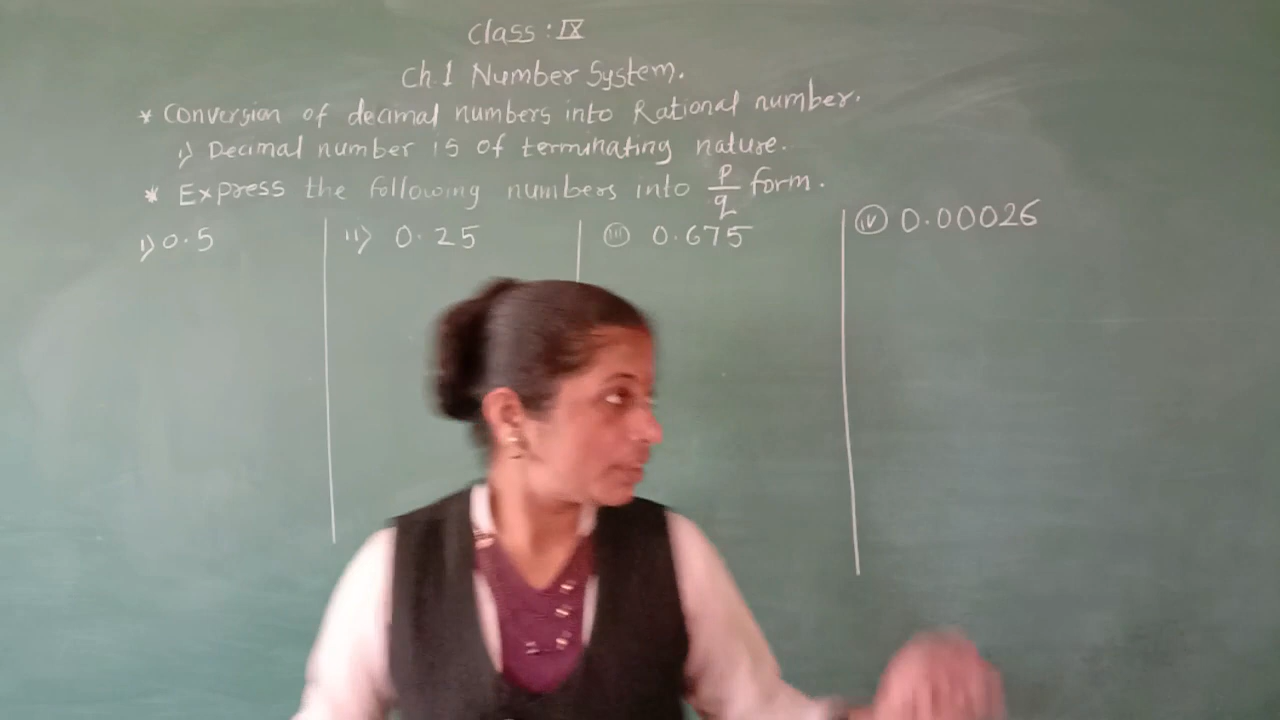 Class : IX
Ch.1 Number System.
* Conversion of decimal numbers into Rational number.
i) Decimal number is of terminating nature.
* Express the following numbers into p/q form.
i) 0.5
ii) 0.25
iii) 0.675
iv) 0.00026